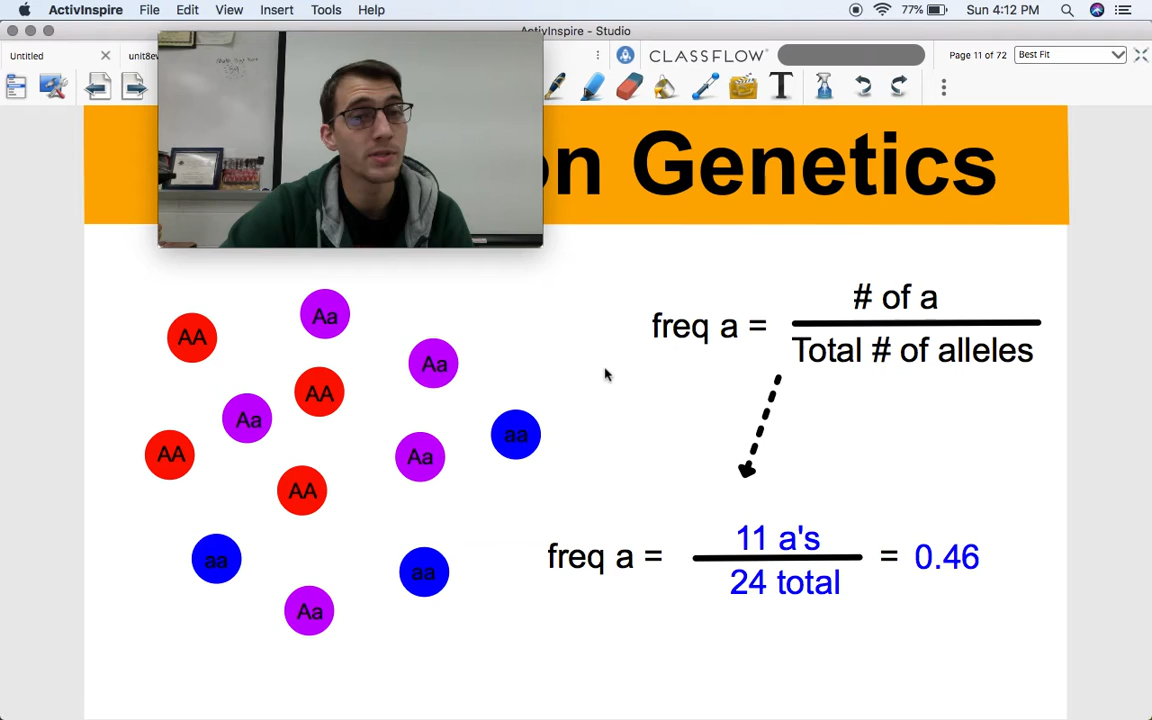 ActivInspire File Edit View Insert Tools Help 77% Sun 4:12 PM
ActivInspire - Studio
Untitled
CLASSFLOW
Page 11 of 72
Best Fit
on Genetics
AA
Aa
Aa
AA
Aa
aa
AA
Aa
AA
aa
aa
Aa
freq a =
# of a
Total # of alleles
freq a =
11 a's
24 total
= 0.46